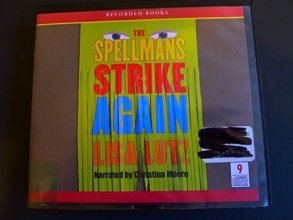 RECORDED BOOKS
THE
SPELLMANS
STRIKE
AGAIN
LISA LUTZ
Narrated by Christina Moore
9